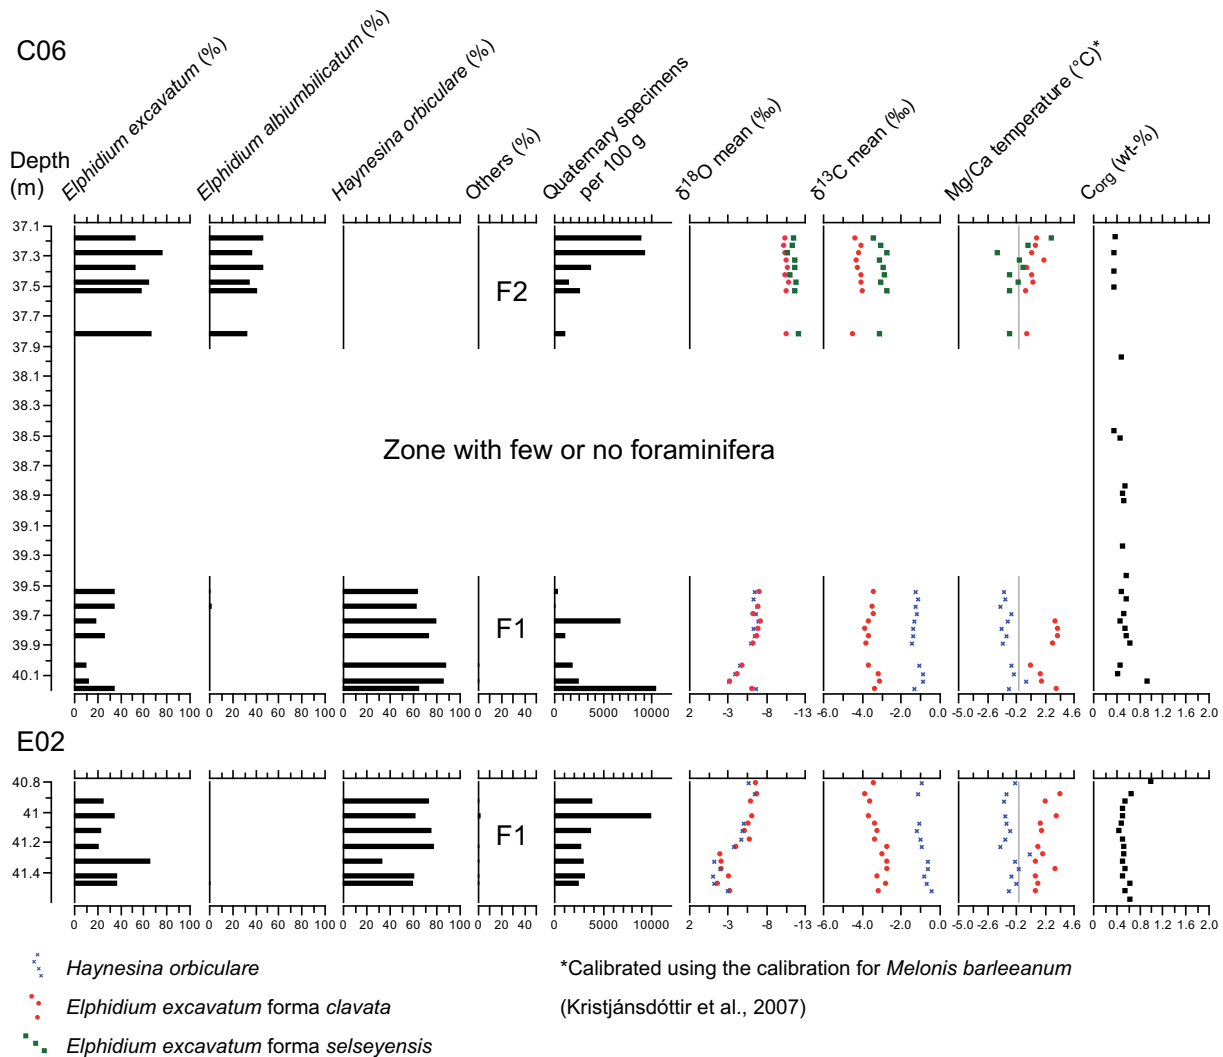 C06
Elphidium excavatum (%)
Elphidium albiumbilicatum (%)
Haynesina orbiculare (%)
Others (%)
Quaternary specimens
per 100 g
δ18O mean (‰)
δ13C mean (‰)
Mg/Ca temperature (°C)*
Corg (wt-%)
Depth
(m)
37.1
37.3
37.5
37.7
37.9
38.1
38.3
38.5
38.7
38.9
39.1
39.3
39.5
39.7
39.9
40.1
F2
Zone with few or no foraminifera
F1
0 20 40 60 80 100
0 20 40 60 80 100
0 20 40 60 80 100
0 20 40
0 5000 10000
2 -3 -8 -13
-6.0 -4.0 -2.0 0.0
-5.0 -2.6 -0.2 2.2 4.6
0 0.4 0.8 1.2 1.6 2.0
E02
40.8
41
41.2
41.4
F1
0 20 40 60 80 100
0 20 40 60 80 100
0 20 40 60 80 100
0 20 40
0 5000 10000
2 -3 -8 -13
-6.0 -4.0 -2.0 0.0
-5.0 -2.6 -0.2 2.2 4.6
0 0.4 0.8 1.2 1.6 2.0
Haynesina orbiculare
Elphidium excavatum forma clavata
Elphidium excavatum forma selseyensis
*Calibrated using the calibration for Melonis barleeanum
(Kristjánsdóttir et al., 2007)